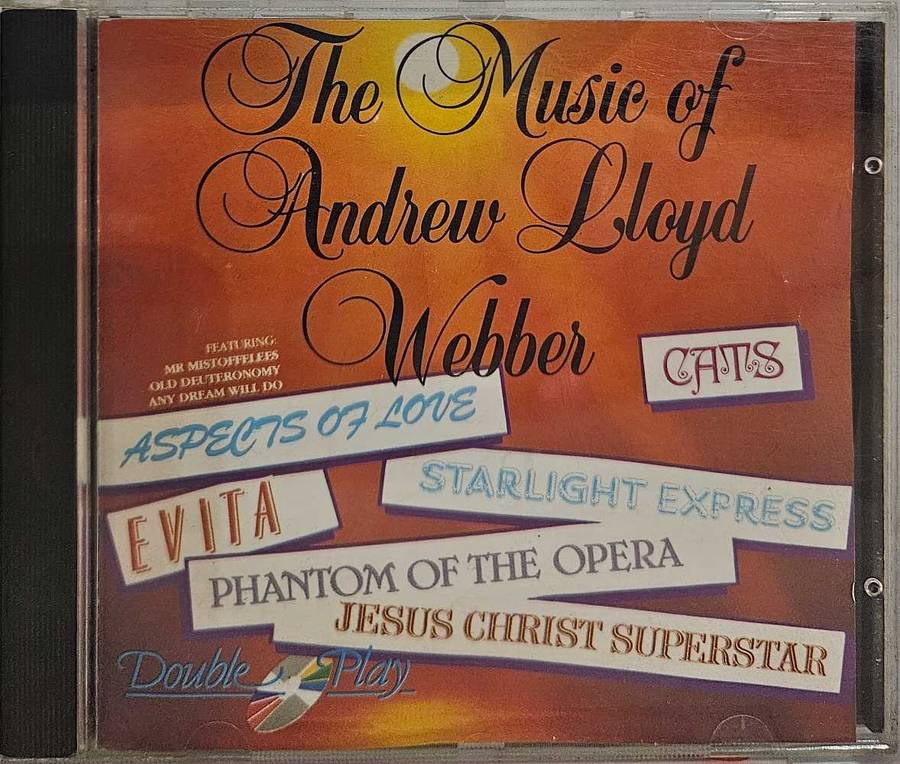 The Music of
Andrew Lloyd
Webber
FEATURING:
MR MISTOFFELEES
OLD DEUTERONOMY
ANY DREAM WILL DO
CATS
ASPECTS OF LOVE
STARLIGHT EXPRESS
EVITA
PHANTOM OF THE OPERA
JESUS CHRIST SUPERSTAR
Double Play